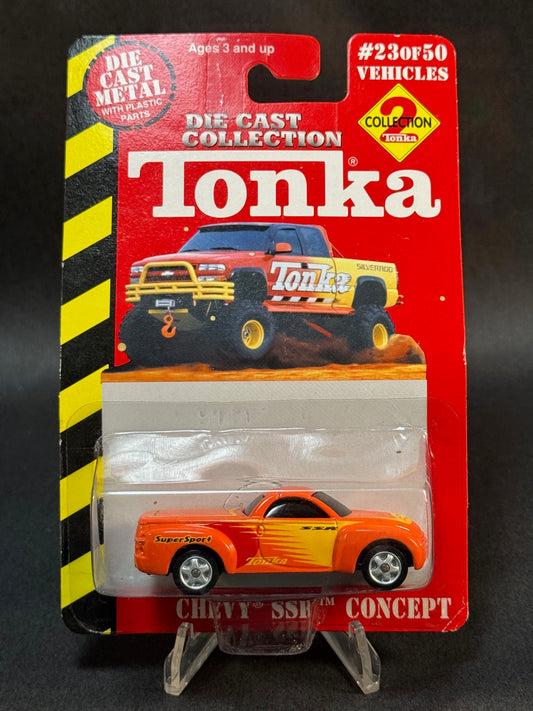 DIE
CAST
METAL
WITH PLASTIC
PARTS
Ages 3 and up
#23 OF 50
VEHICLES
DIE CAST
COLLECTION
2
COLLECTION
Tonka
Tonka®
SILVERADO
Tonka
SuperSport
SSR
Tonka
CHEVY® SSR™ CONCEPT